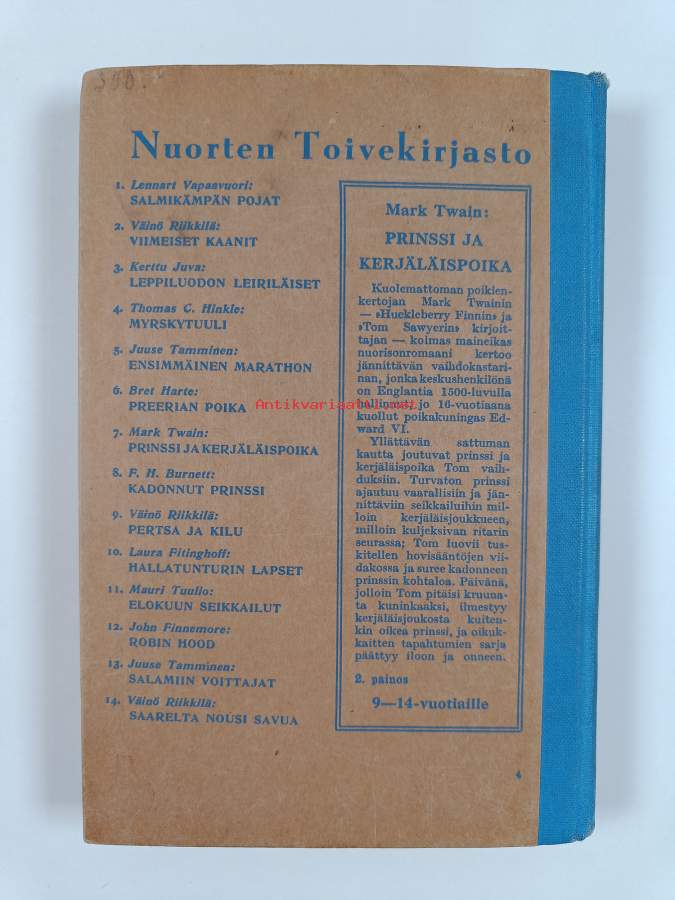 300.
Nuorten Toivekirjasto
1. Lennart Vapaavuori:
SALMIKÄMPÄN POJAT
2. Väinö Riikkilä:
VIIMEISET KAANIT
3. Kerttu Juva:
LEPPILUODON LEIRILÄISET
4. Thomas C. Hinkle:
MYRSKYTUULI
5. Juuse Tamminen:
ENSIMMÄINEN MARATHON
6. Bret Harte:
PREERIAN POIKA
7. Mark Twain:
PRINSSI JA KERJÄLÄISPOIKA
8. F. H. Burnett:
KADONNUT PRINSSI
9. Väinö Riikkilä:
PERTSA JA KILU
10. Laura Fitinghoff:
HALLATUNTURIN LAPSET
11. Mauri Tuulio:
ELOKUUN SEIKKAILUT
12. John Finnemore:
ROBIN HOOD
13. Juuse Tamminen:
SALAMIIN VOITTAJAT
14. Väinö Riikkilä:
SAARELTA NOUSI SAVUA
Mark Twain:
PRINSSI JA
KERJÄLÄISPOIKA
Kuolemattoman poikien-
kertojan Mark Twainin
— »Huckleberry Finnin» ja
»Tom Sawyerin» kirjoit-
tajan — kolmas maineikas
nuorisonromaani kertoo
jännittävän vaihdokastari-
nan, jonka keskushenkilönä
on Englantia 1500-luvulla
hallinnut jo 16-vuotiaana
kuollut poikakuningas Ed-
ward VI.
Yllättävän sattuman
kautta joutuvat prinssi ja
kerjäläispoika Tom vaih-
duksiin. Turvaton prinssi
ajautuu vaarallisiin ja jän-
nittäviin seikkailuihin mil-
loin kerjäläisjoukkueen,
milloin kuljeksivan ritarin
seurassa; Tom luovii tus-
kitellen hovisääntöjen vii-
dakossa ja suree kadonneen
prinssin kohtaloa. Päivänä,
jolloin Tom pitäisi kruuna-
ta kuninkaaksi, ilmestyy
kerjäläisjoukosta kuiten-
kin oikea prinssi, ja oikuk-
kaitten tapahtumien sarja
päättyy iloon ja onneen.
2. painos
9—14-vuotiaille
4
Antikvariaatti.net